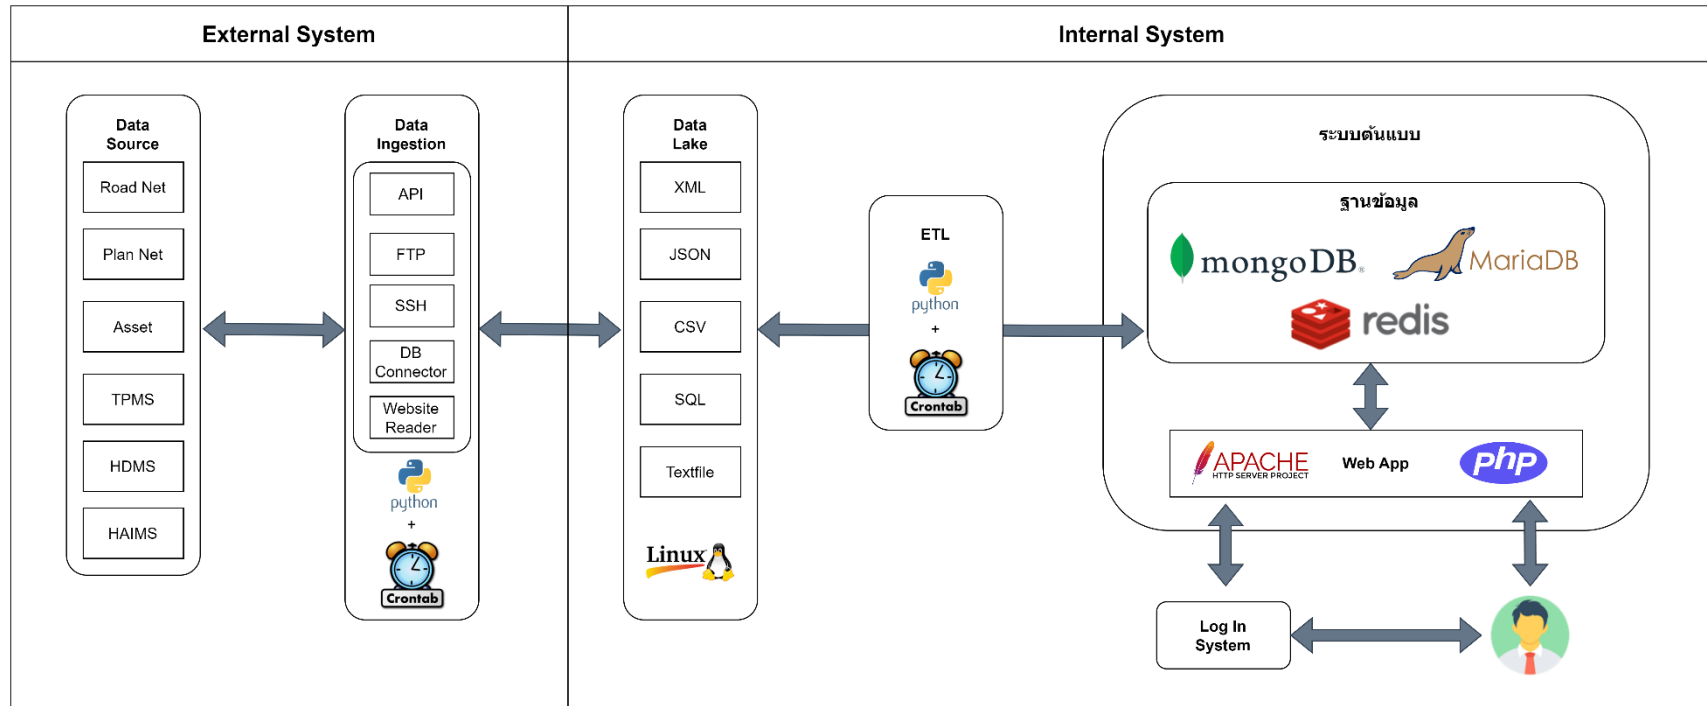 External System
Internal System
Data
Source
Road Net
Plan Net
Asset
TPMS
HDMS
HAIMS
Data
Ingestion
API
FTP
SSH
DB
Connector
Website
Reader
python
+
Crontab
Data
Lake
XML
JSON
CSV
SQL
Textfile
Linux
ETL
python
+
Crontab
ระบบต้นแบบ
ฐานข้อมูล
mongoDB®
MariaDB
redis
APACHE
HTTP SERVER PROJECT
Web App
php
Log In
System